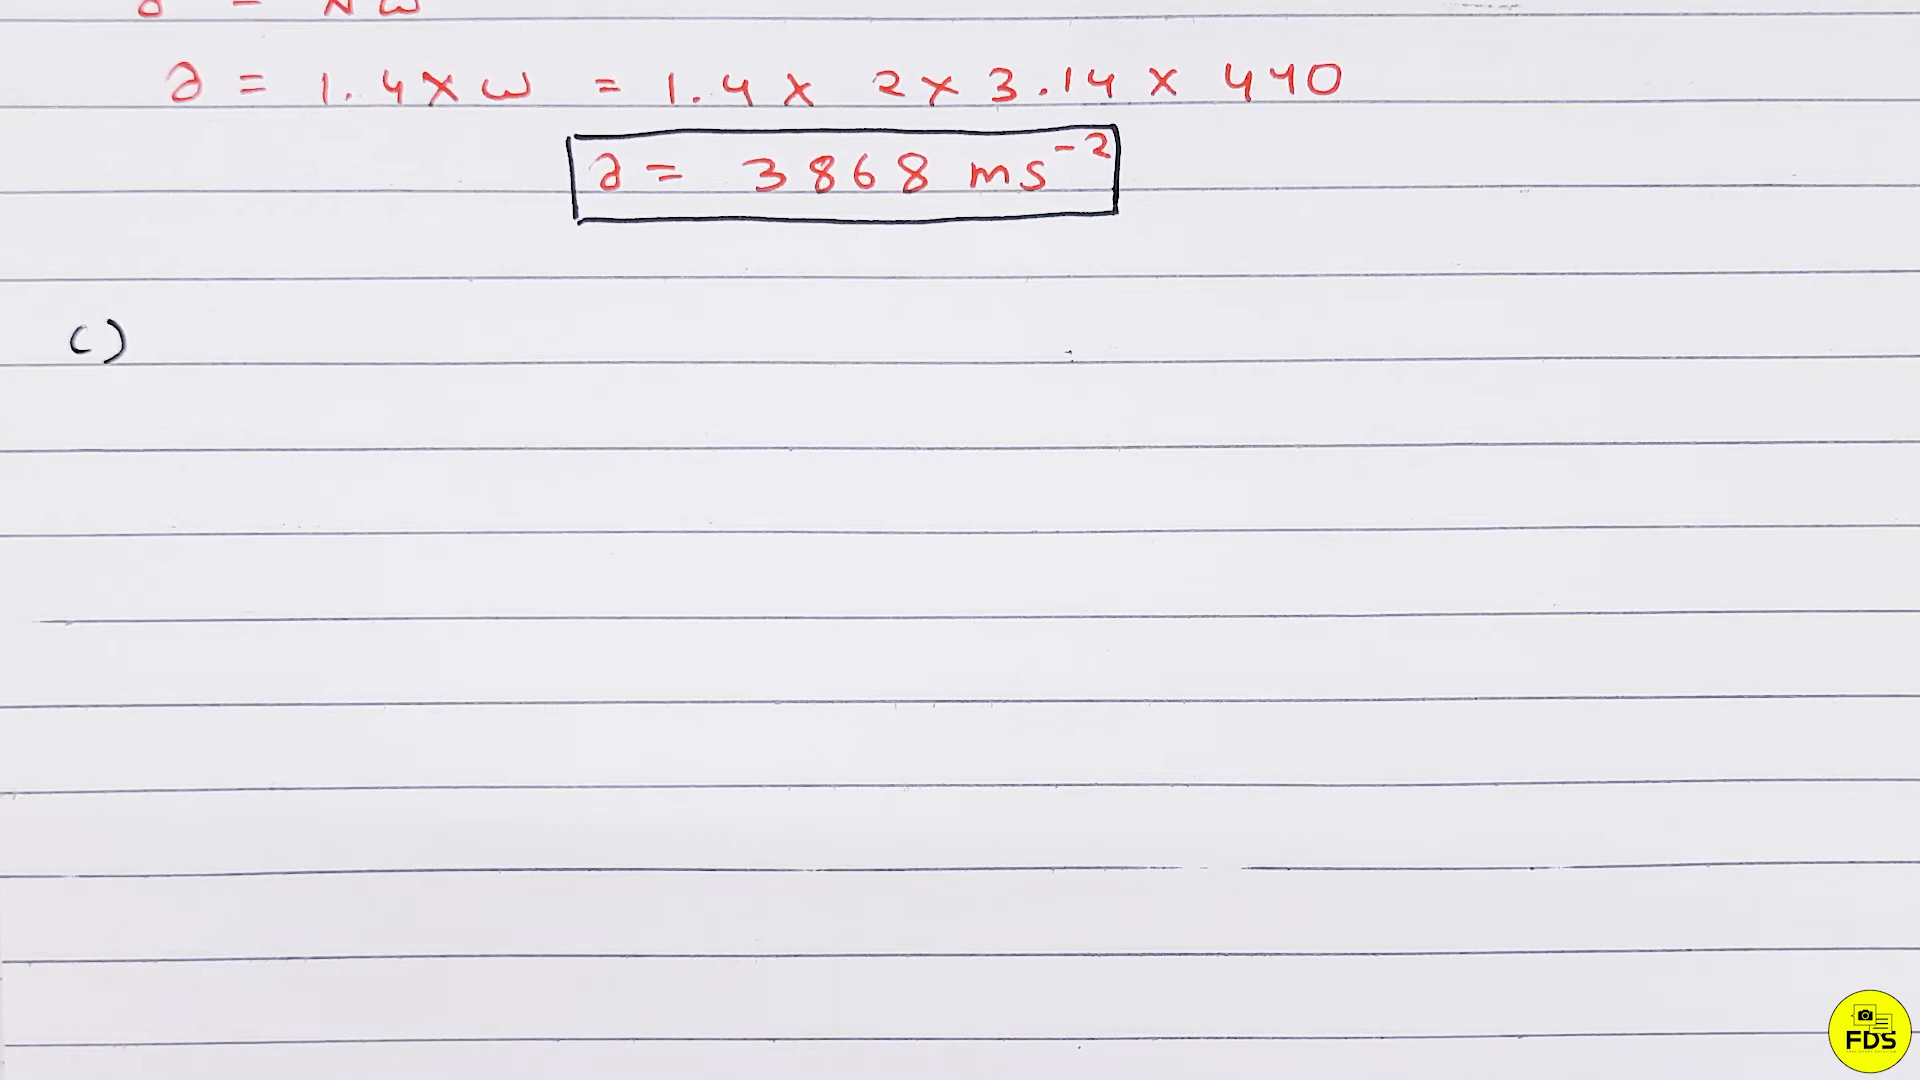 a = 1.4 x ω = 1.4 x 2 x 3.14 x 440
a = 3868 ms⁻²
c)
FDS